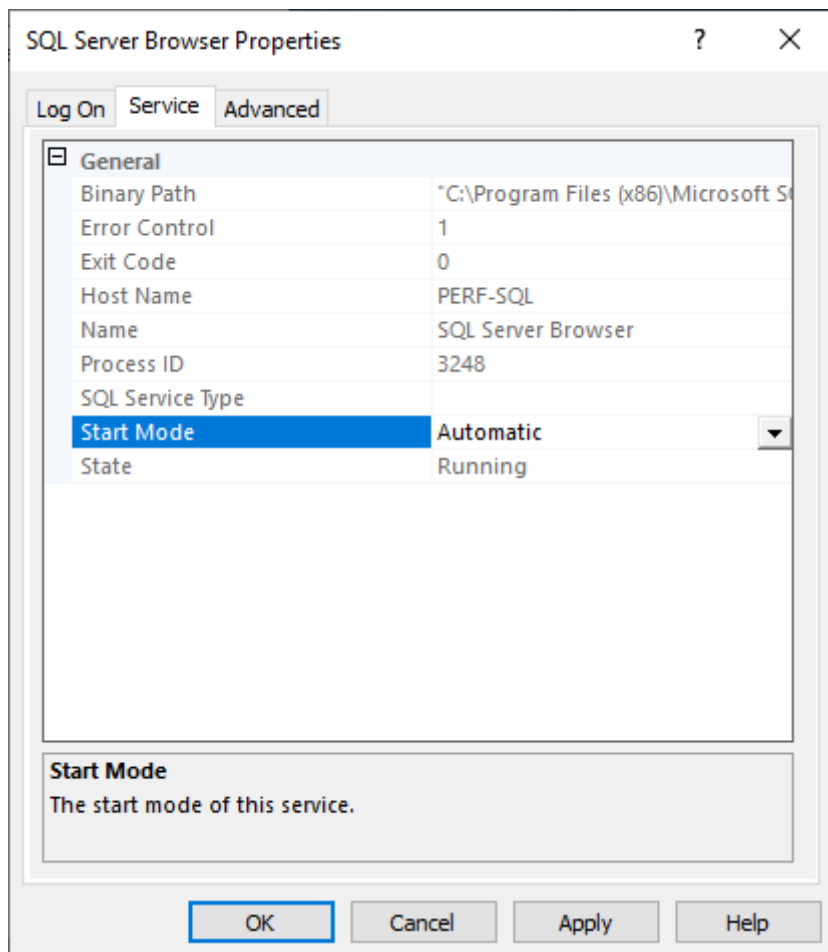 SQL Server Browser Properties ?
Log On Service Advanced
General
Binary Path "C:\Program Files (x86)\Microsoft
Error Control 1
Exit Code 0
Host Name PERF-SQL
Name SQL Server Browser
Process ID 3248
SQL Service Type
Start Mode Automatic
State Running
Start Mode
The start mode of this service.
OK Cancel Apply Help